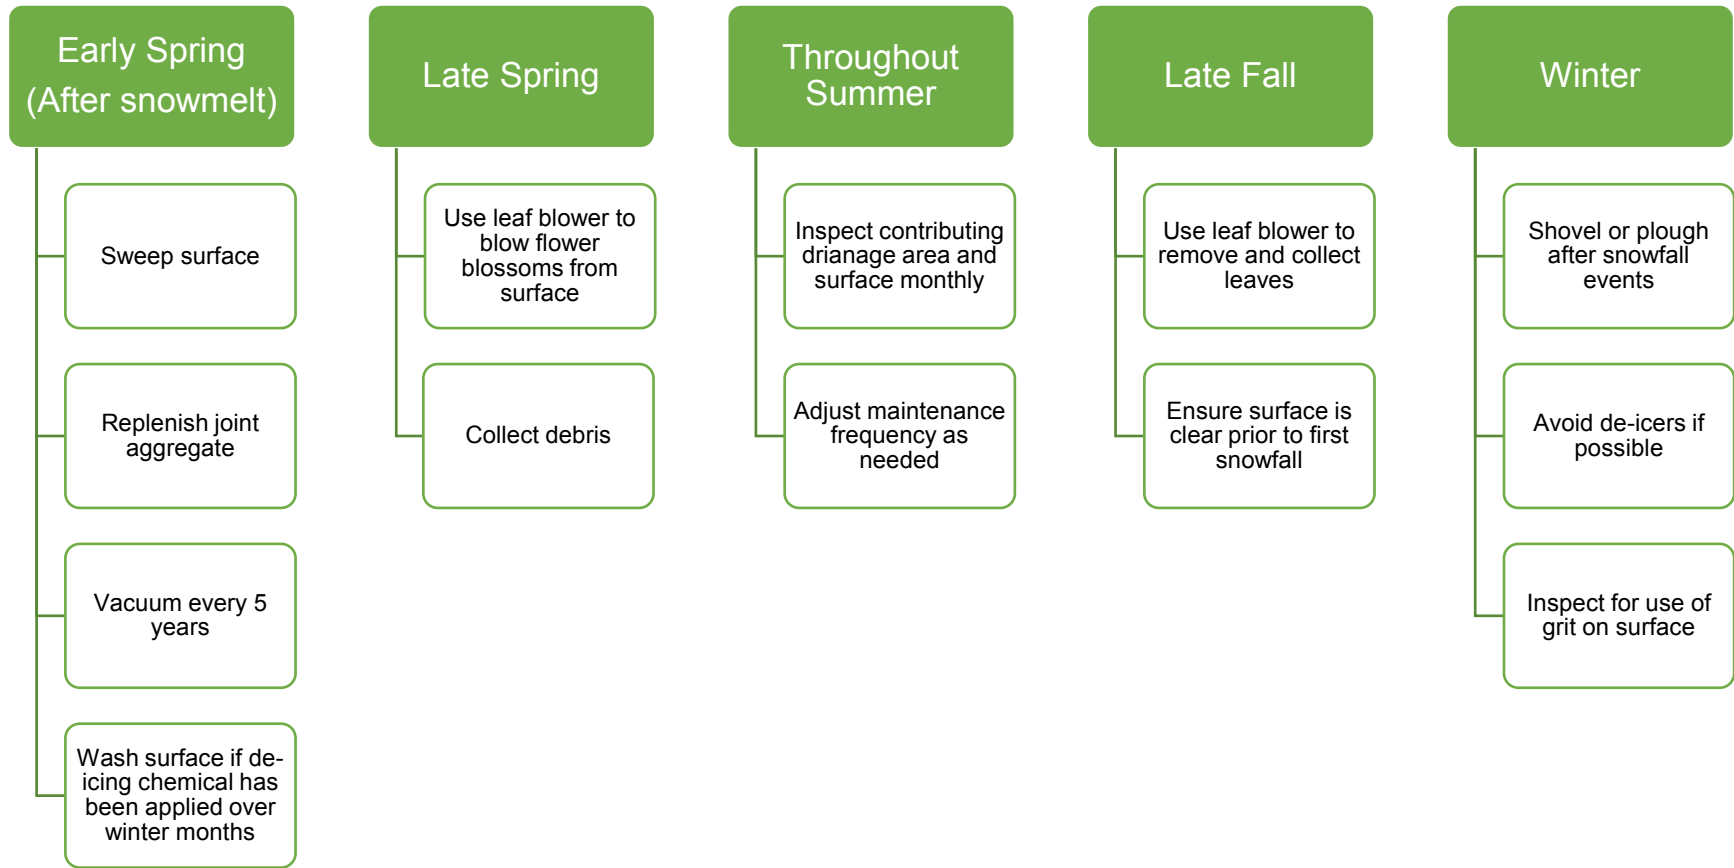 Early Spring
(After snowmelt)
Sweep surface
Replenish joint
aggregate
Vacuum every 5
years
Wash surface if de-
icing chemical has
been applied over
winter months
Late Spring
Use leaf blower to
blow flower
blossoms from
surface
Collect debris
Throughout
Summer
Inspect contributing
drianage area and
surface monthly
Adjust maintenance
frequency as
needed
Late Fall
Use leaf blower to
remove and collect
leaves
Ensure surface is
clear prior to first
snowfall
Winter
Shovel or plough
after snowfall
events
Avoid de-icers if
possible
Inspect for use of
grit on surface